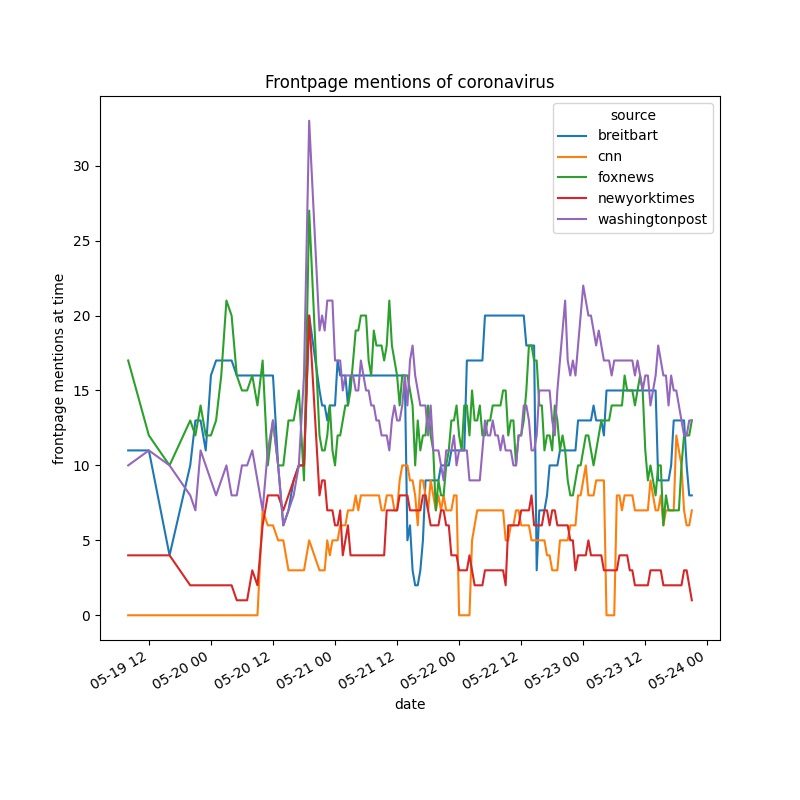 Frontpage mentions of coronavirus
source
breitbart
cnn
foxnews
newyorktimes
washingtonpost
frontpage mentions at time
30
25
20
15
10
5
0
05-19 12
05-20 00
05-20 12
05-21 00
05-21 12
05-22 00
05-22 12
05-23 00
05-23 12
05-24 00
date